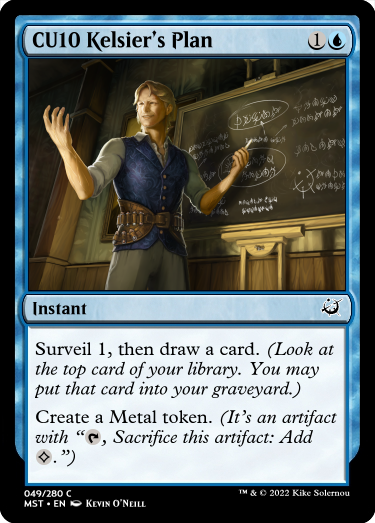 CU10 Kelsier's Plan 1
Instant
Surveil 1, then draw a card. (Look at
the top card of your library. You may
put that card into your graveyard.)
Create a Metal token. (It's an artifact
with “, Sacrifice this artifact: Add
.”)
049/280 C
MST • EN Kevin O'Neill
™ & © 2022 Kike Solernou